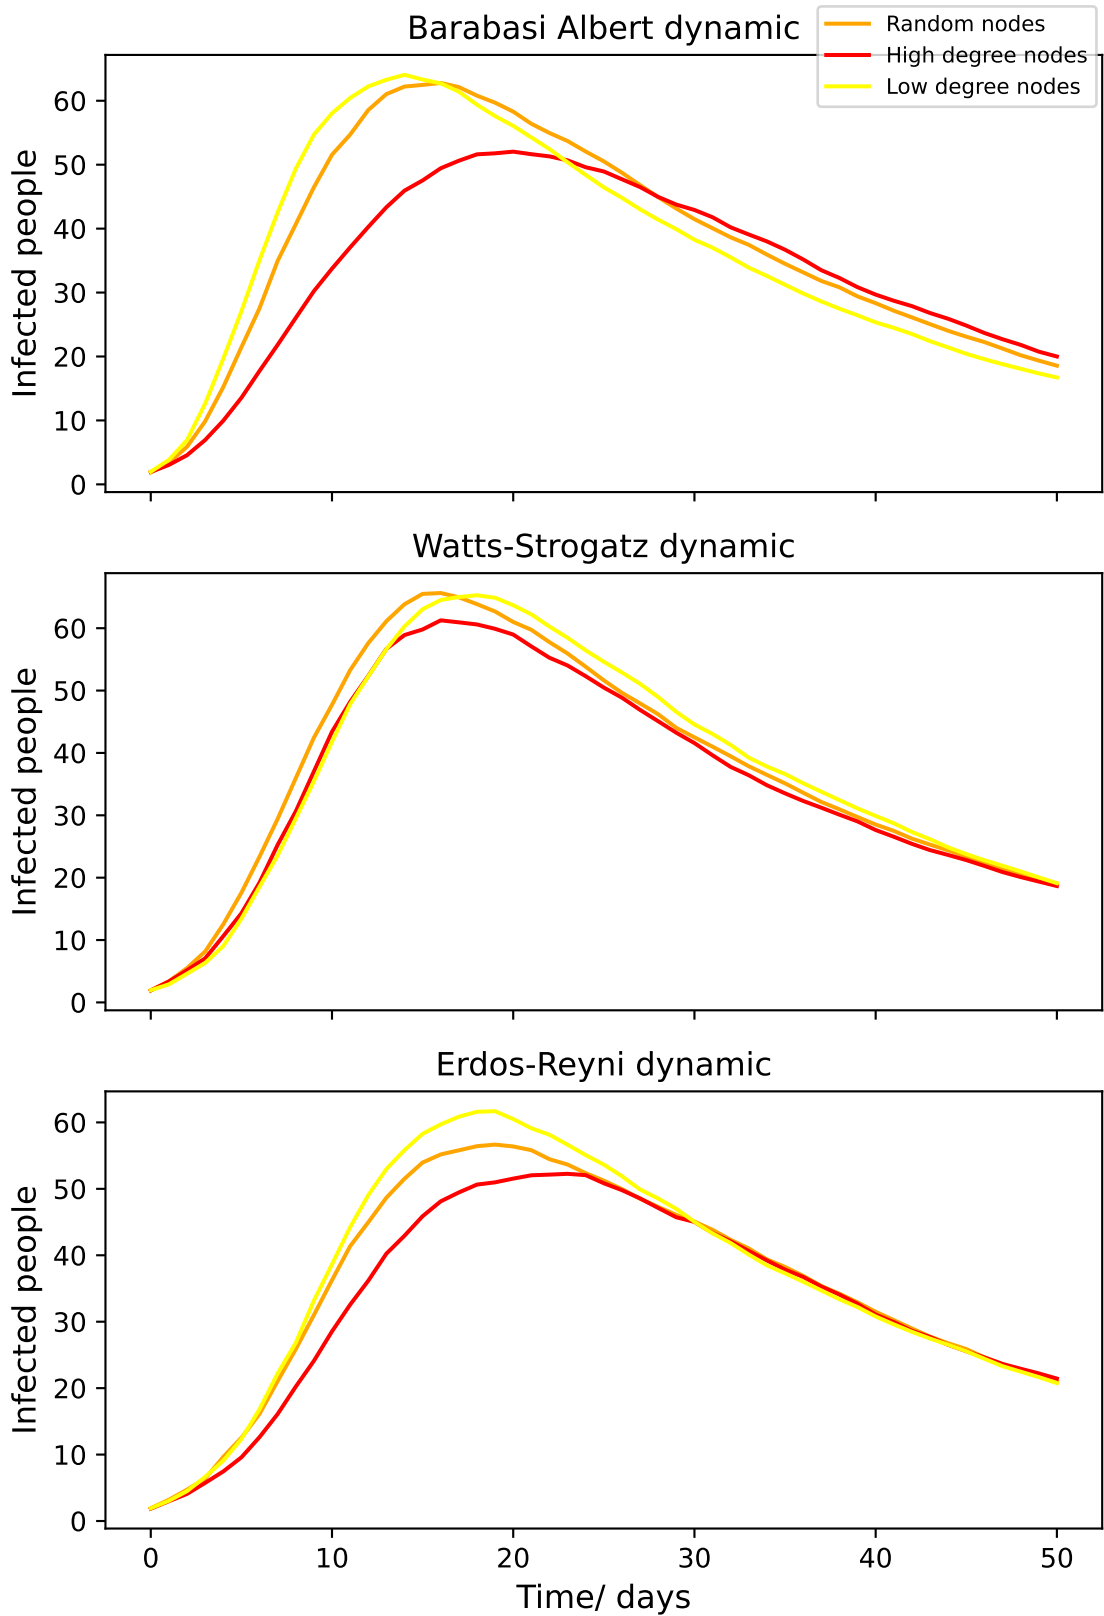 Barabasi Albert dynamic
Random nodes
High degree nodes
Low degree nodes
Infected people
60
50
40
30
20
10
0
Watts-Strogatz dynamic
Infected people
60
50
40
30
20
10
0
Erdos-Reyni dynamic
Infected people
60
50
40
30
20
10
0
0 10 20 30 40 50
Time/ days